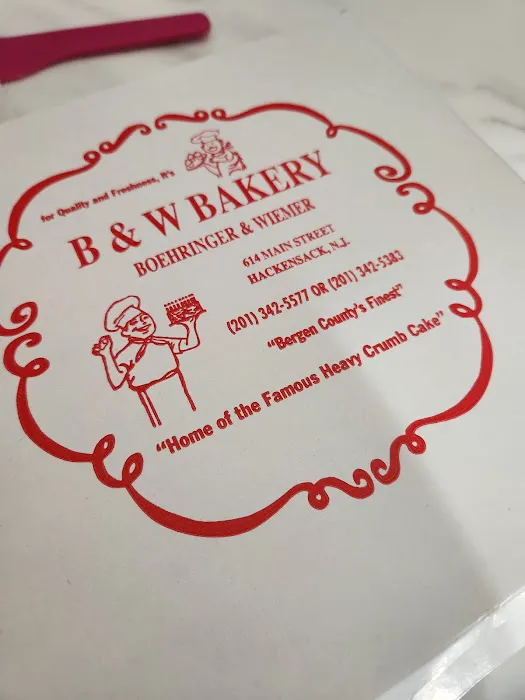 for Quality and Freshness, it's
B & W BAKERY
BOEHRINGER & WIEMER
614 MAIN STREET
HACKENSACK, N.J.
(201) 342-5577 OR (201) 342-5383
"Bergen County's Finest"
"Home of the Famous Heavy Crumb Cake"